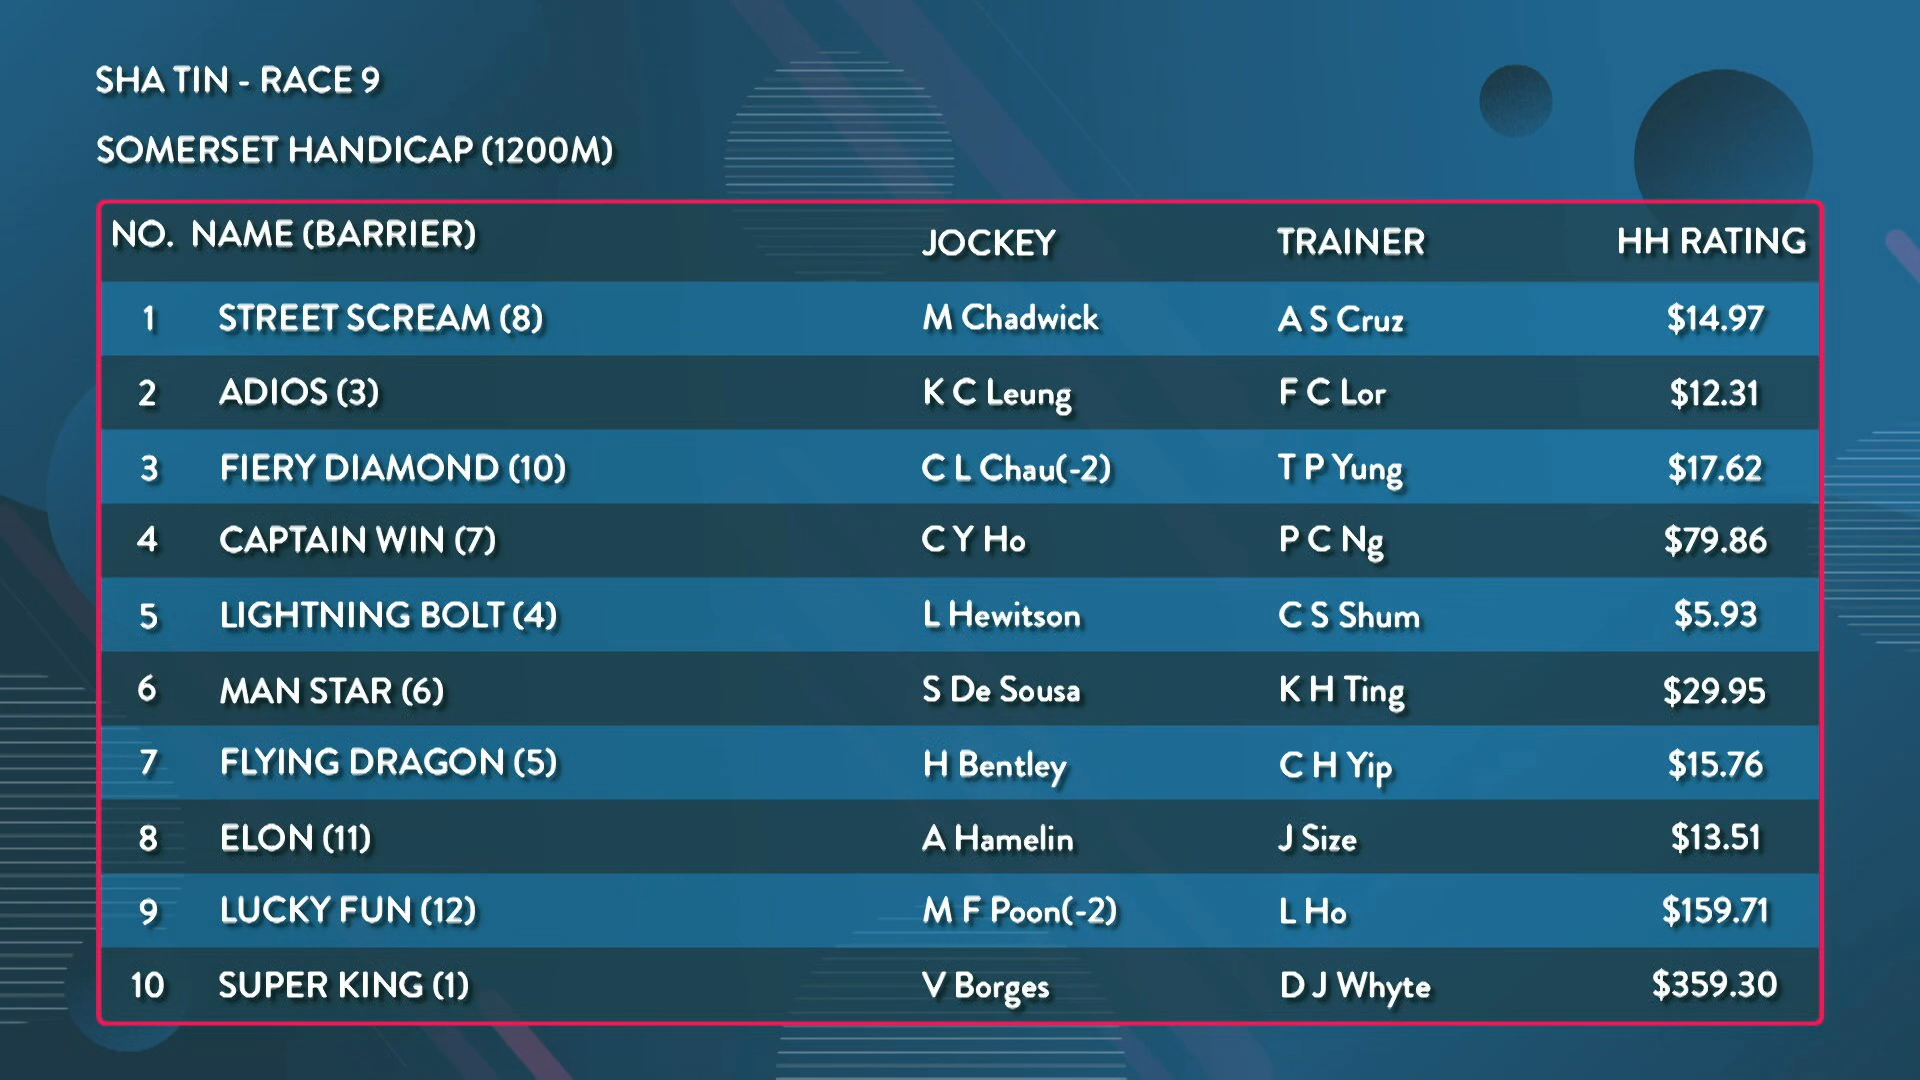 SHA TIN - RACE 9
SOMERSET HANDICAP (1200M)
NO. NAME (BARRIER) JOCKEY TRAINER HH RATING
1 STREET SCREAM (8) M Chadwick A S Cruz $14.97
2 ADIOS (3) K C Leung F C Lor $12.31
3 FIERY DIAMOND (10) C L Chau(-2) T P Yung $17.62
4 CAPTAIN WIN (7) C Y Ho P C Ng $79.86
5 LIGHTNING BOLT (4) L Hewitson C S Shum $5.93
6 MAN STAR (6) S De Sousa K H Ting $29.95
7 FLYING DRAGON (5) H Bentley C H Yip $15.76
8 ELON (11) A Hamelin J Size $13.51
9 LUCKY FUN (12) M F Poon(-2) L Ho $159.71
10 SUPER KING (1) V Borges D J Whyte $359.30